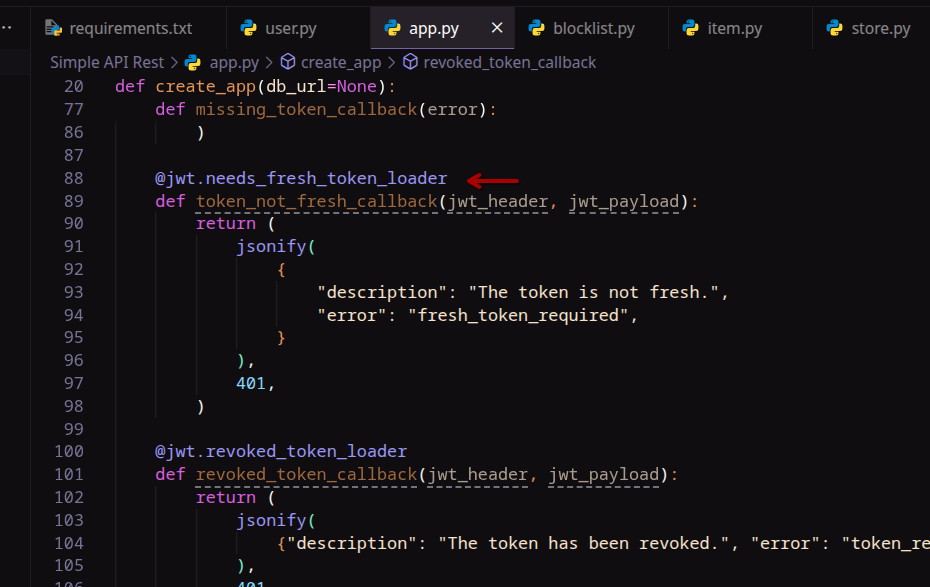 requirements.txt user.py app.py × blocklist.py item.py store.py
Simple API Rest > app.py > create_app > revoked_token_callback
20 def create_app(db_url=None):
77 def missing_token_callback(error):
86 )
87
88 @jwt.needs_fresh_token_loader
89 def token_not_fresh_callback(jwt_header, jwt_payload):
90 return (
91 jsonify(
92 {
93 "description": "The token is not fresh.",
94 "error": "fresh_token_required",
95 }
96 ),
97 401,
98 )
99
100 @jwt.revoked_token_loader
101 def revoked_token_callback(jwt_header, jwt_payload):
102 return (
103 jsonify(
104 {"description": "The token has been revoked.", "error": "token_re
105 ),
106 401